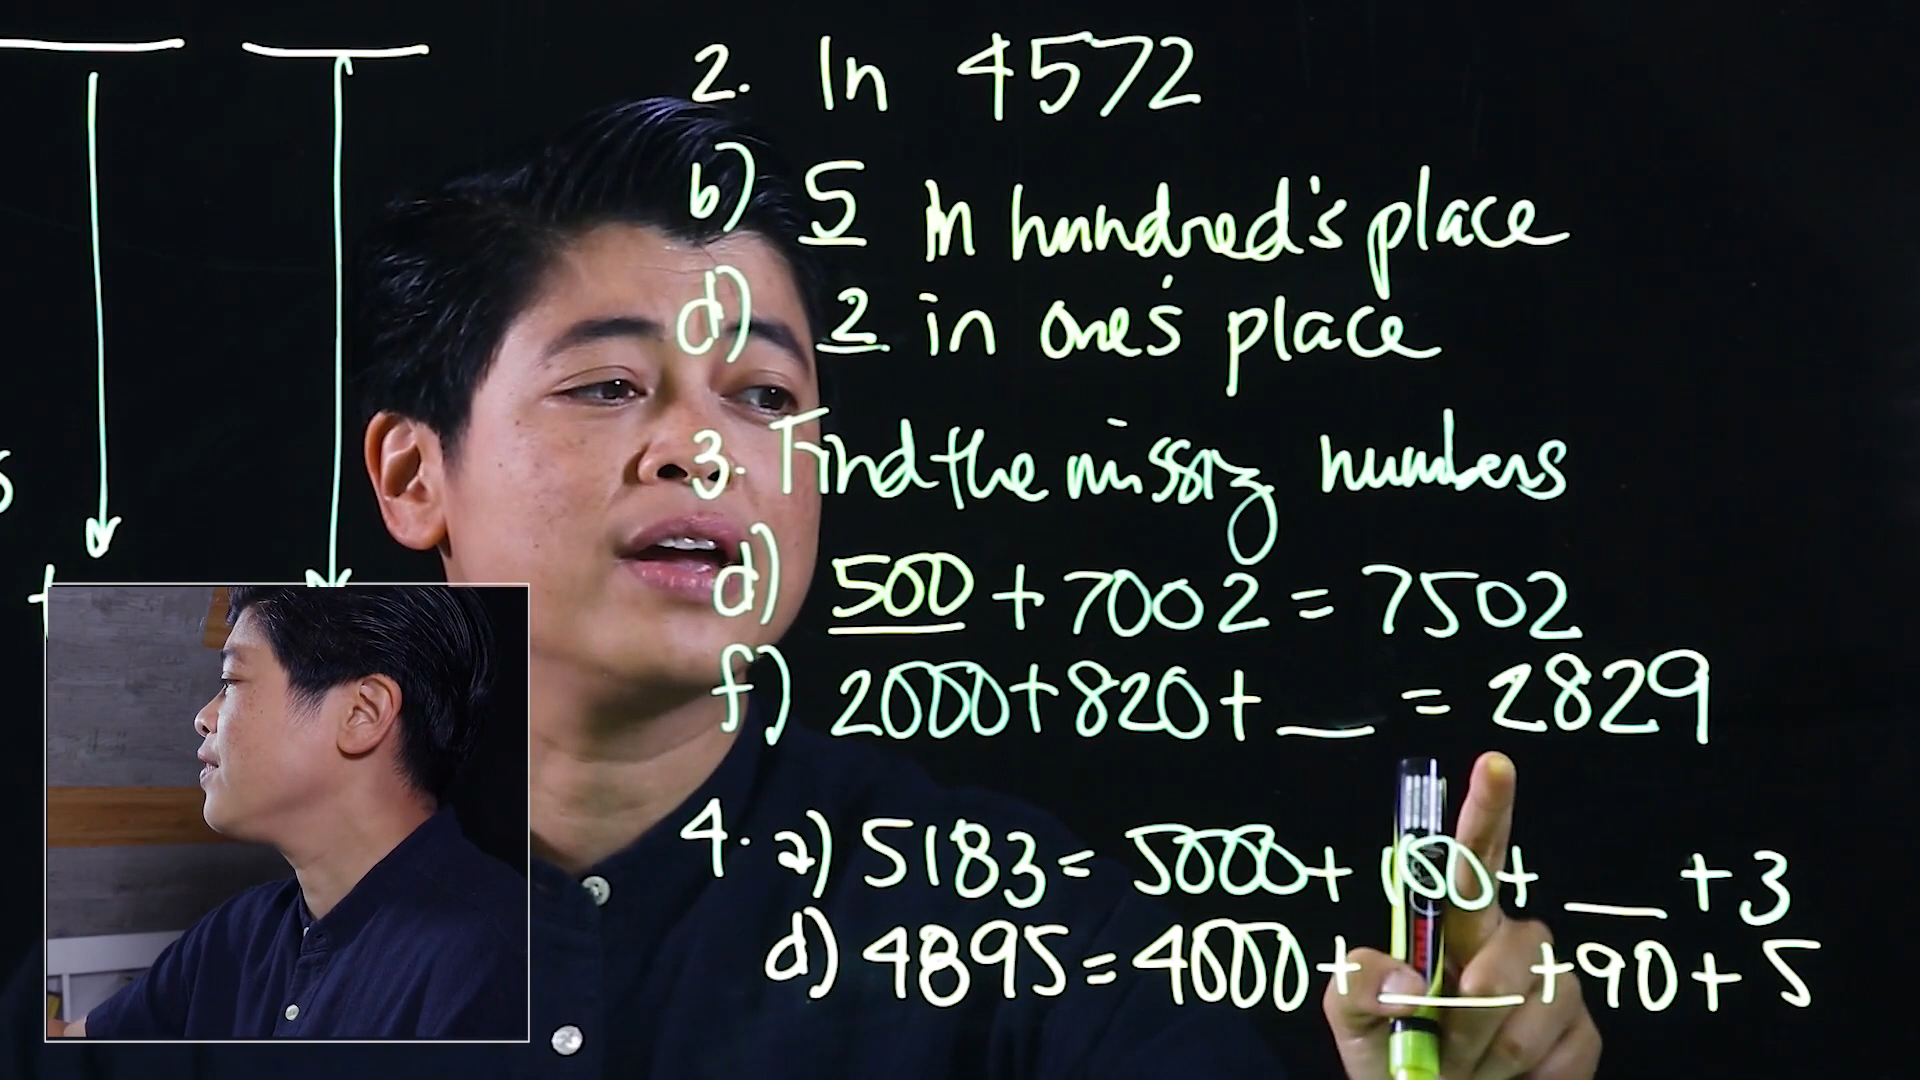 2. In 4572
b) 5 in hundred's place
d) 2 in one's place
3. Find the missing numbers
d) 500 + 7002 = 7502
f) 2000 + 820 + __ = 2829
4. a) 5183 = 5000 + 100 + __ + 3
d) 4895 = 4000 + __ + 90 + 5